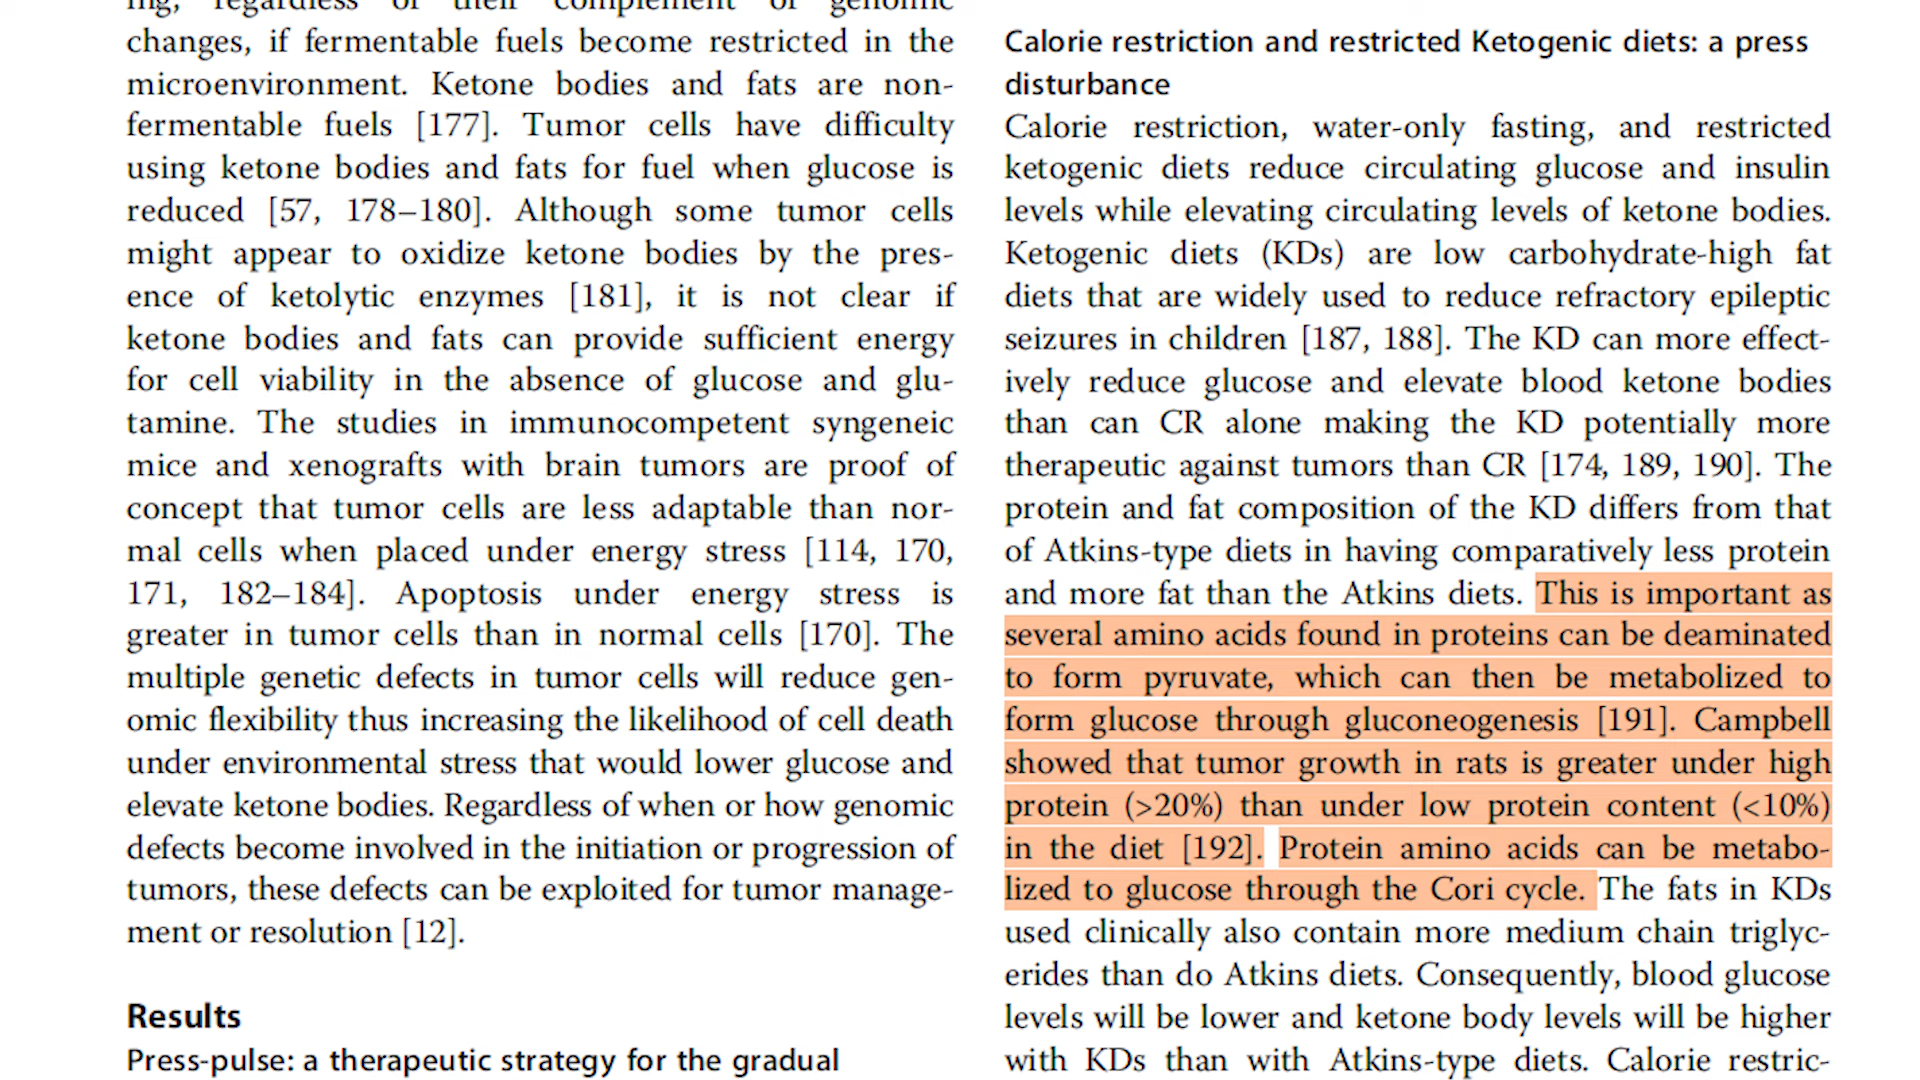 ing, regardless of their complement of genomic
changes, if fermentable fuels become restricted in the
microenvironment. Ketone bodies and fats are non-
fermentable fuels [177]. Tumor cells have difficulty
using ketone bodies and fats for fuel when glucose is
reduced [57, 178–180]. Although some tumor cells
might appear to oxidize ketone bodies by the pres-
ence of ketolytic enzymes [181], it is not clear if
ketone bodies and fats can provide sufficient energy
for cell viability in the absence of glucose and glu-
tamine. The studies in immunocompetent syngeneic
mice and xenografts with brain tumors are proof of
concept that tumor cells are less adaptable than nor-
mal cells when placed under energy stress [114, 170,
171, 182–184]. Apoptosis under energy stress is
greater in tumor cells than in normal cells [170]. The
multiple genetic defects in tumor cells will reduce gen-
omic flexibility thus increasing the likelihood of cell death
under environmental stress that would lower glucose and
elevate ketone bodies. Regardless of when or how genomic
defects become involved in the initiation or progression of
tumors, these defects can be exploited for tumor manage-
ment or resolution [12].
Results
Press-pulse: a therapeutic strategy for the gradual
Calorie restriction and restricted Ketogenic diets: a press
disturbance
Calorie restriction, water-only fasting, and restricted
ketogenic diets reduce circulating glucose and insulin
levels while elevating circulating levels of ketone bodies.
Ketogenic diets (KDs) are low carbohydrate-high fat
diets that are widely used to reduce refractory epileptic
seizures in children [187, 188]. The KD can more effect-
ively reduce glucose and elevate blood ketone bodies
than can CR alone making the KD potentially more
therapeutic against tumors than CR [174, 189, 190]. The
protein and fat composition of the KD differs from that
of Atkins-type diets in having comparatively less protein
and more fat than the Atkins diets. This is important as
several amino acids found in proteins can be deaminated
to form pyruvate, which can then be metabolized to
form glucose through gluconeogenesis [191]. Campbell
showed that tumor growth in rats is greater under high
protein (>20%) than under low protein content (<10%)
in the diet [192]. Protein amino acids can be metabo-
lized to glucose through the Cori cycle. The fats in KDs
used clinically also contain more medium chain triglyc-
erides than do Atkins diets. Consequently, blood glucose
levels will be lower and ketone body levels will be higher
with KDs than with Atkins-type diets. Calorie restric-